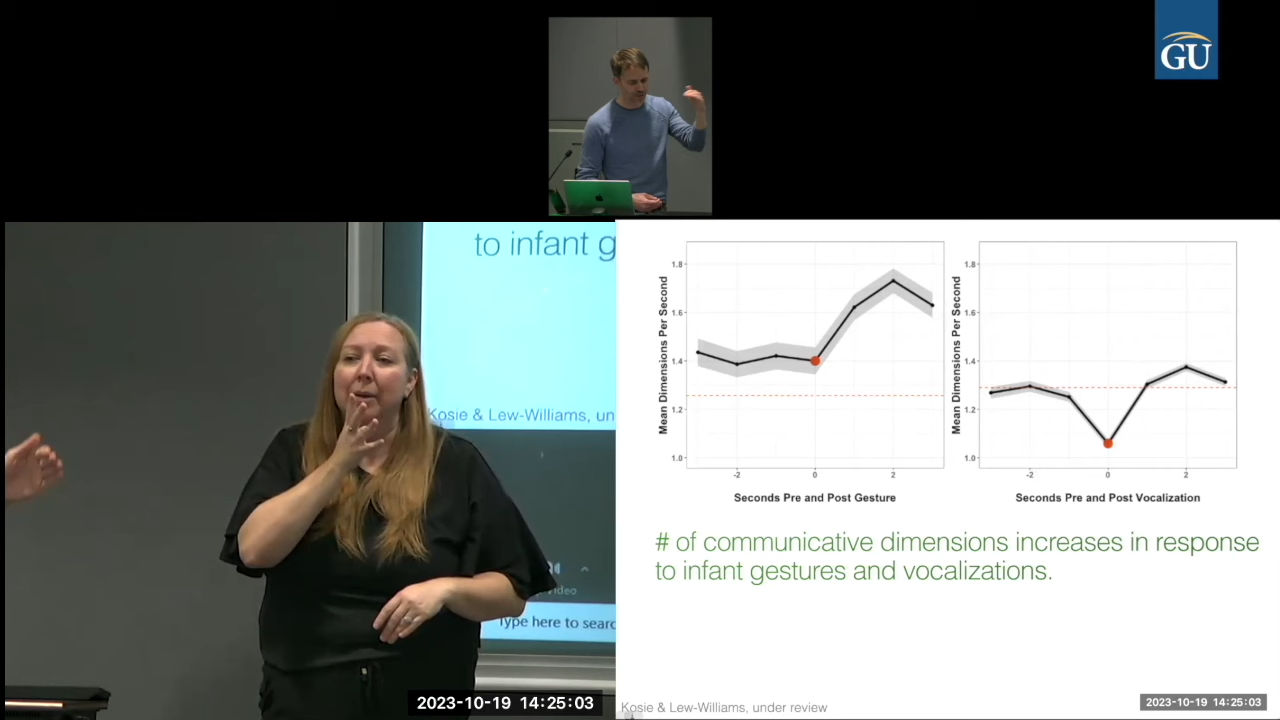 GU
to infant g
Kosie & Lew-Williams, un
Video
Type here to searc
2023-10-19 14:25:03
Mean Dimensions Per Second
1.8
1.6
1.4
1.2
1.0
-2 0 2
Seconds Pre and Post Gesture
Mean Dimensions Per Second
1.8
1.6
1.4
1.2
1.0
-2 0 2
Seconds Pre and Post Vocalization
# of communicative dimensions increases in response
to infant gestures and vocalizations.
Kosie & Lew-Williams, under review
2023-10-19 14:25:03